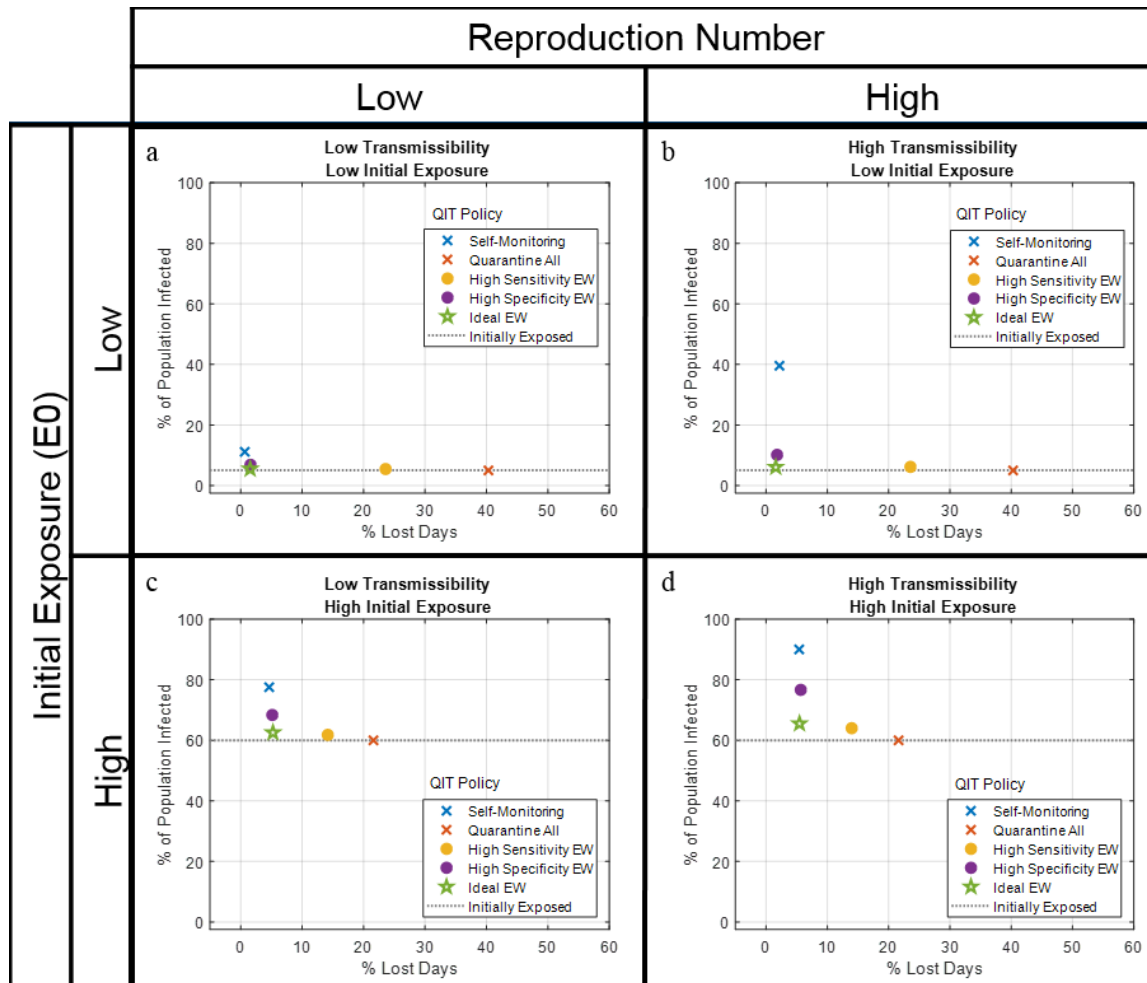 Reproduction Number
Low
High
Initial Exposure (E0)
Low
High
a
Low Transmissibility
Low Initial Exposure
100
80
60
40
20
0
% of Population Infected
QIT Policy
Self-Monitoring
Quarantine All
High Sensitivity EW
High Specificity EW
Ideal EW
Initially Exposed
0 10 20 30 40 50 60
% Lost Days
b
High Transmissibility
Low Initial Exposure
100
80
60
40
20
0
% of Population Infected
QIT Policy
Self-Monitoring
Quarantine All
High Sensitivity EW
High Specificity EW
Ideal EW
Initially Exposed
0 10 20 30 40 50 60
% Lost Days
c
Low Transmissibility
High Initial Exposure
100
80
60
40
20
0
% of Population Infected
QIT Policy
Self-Monitoring
Quarantine All
High Sensitivity EW
High Specificity EW
Ideal EW
Initially Exposed
0 10 20 30 40 50 60
% Lost Days
d
High Transmissibility
High Initial Exposure
100
80
60
40
20
0
% of Population Infected
QIT Policy
Self-Monitoring
Quarantine All
High Sensitivity EW
High Specificity EW
Ideal EW
Initially Exposed
0 10 20 30 40 50 60
% Lost Days